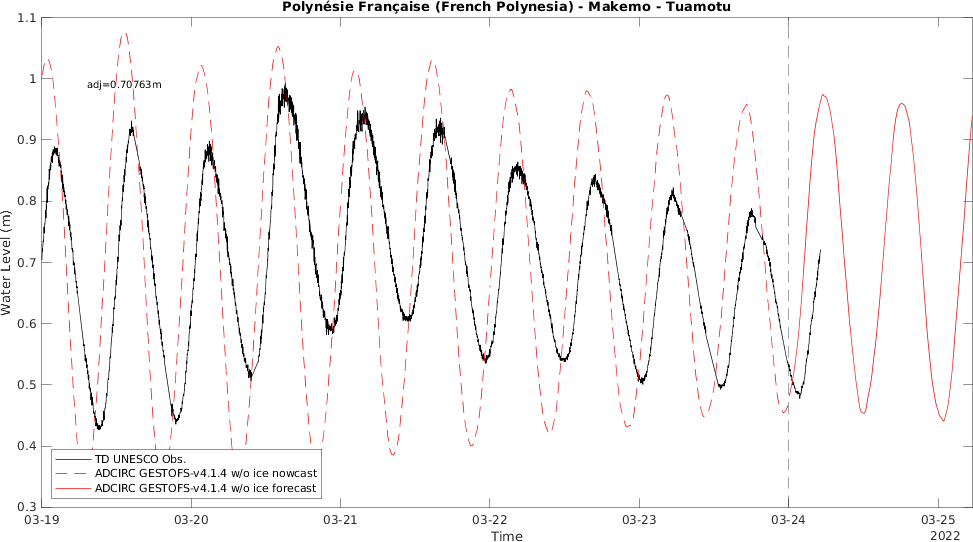 Polynésie Française (French Polynesia) - Makemo - Tuamotu
1.1
1
0.9
0.8
0.7
0.6
0.5
0.4
0.3
Water Level (m)
adj=0.70763m
TD UNESCO Obs.
ADCIRC GESTOFS-v4.1.4 w/o ice nowcast
ADCIRC GESTOFS-v4.1.4 w/o ice forecast
03-19 03-20 03-21 03-22 03-23 03-24 03-25
Time
2022